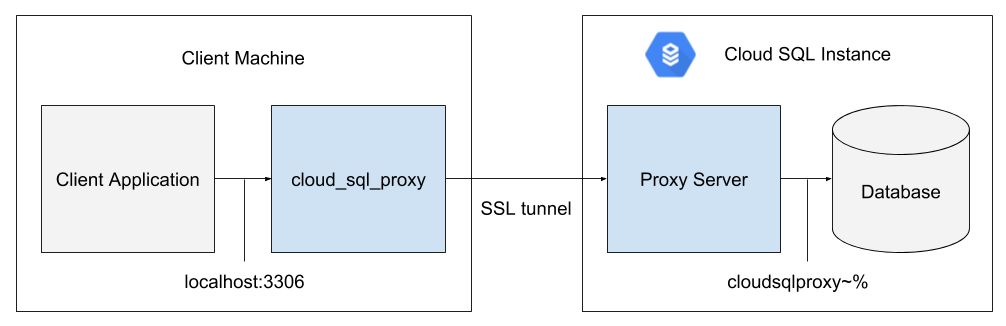 Client Machine
Cloud SQL Instance
Client Application
cloud_sql_proxy
Proxy Server
Database
SSL tunnel
localhost:3306
cloudsqlproxy~%